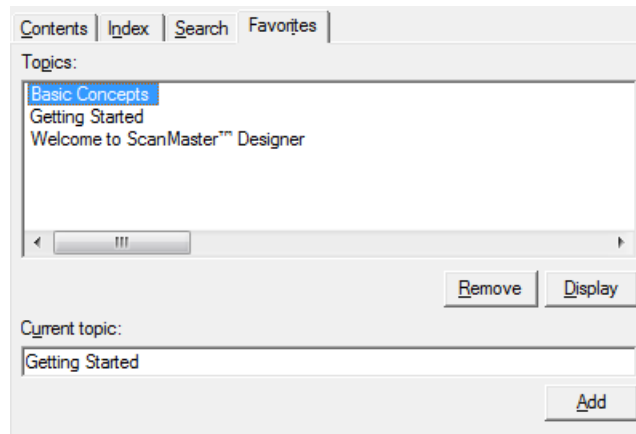 Contents Index Search Favorites
Topics:
Basic Concepts
Getting Started
Welcome to ScanMaster™ Designer
Remove Display
Current topic:
Getting Started
Add